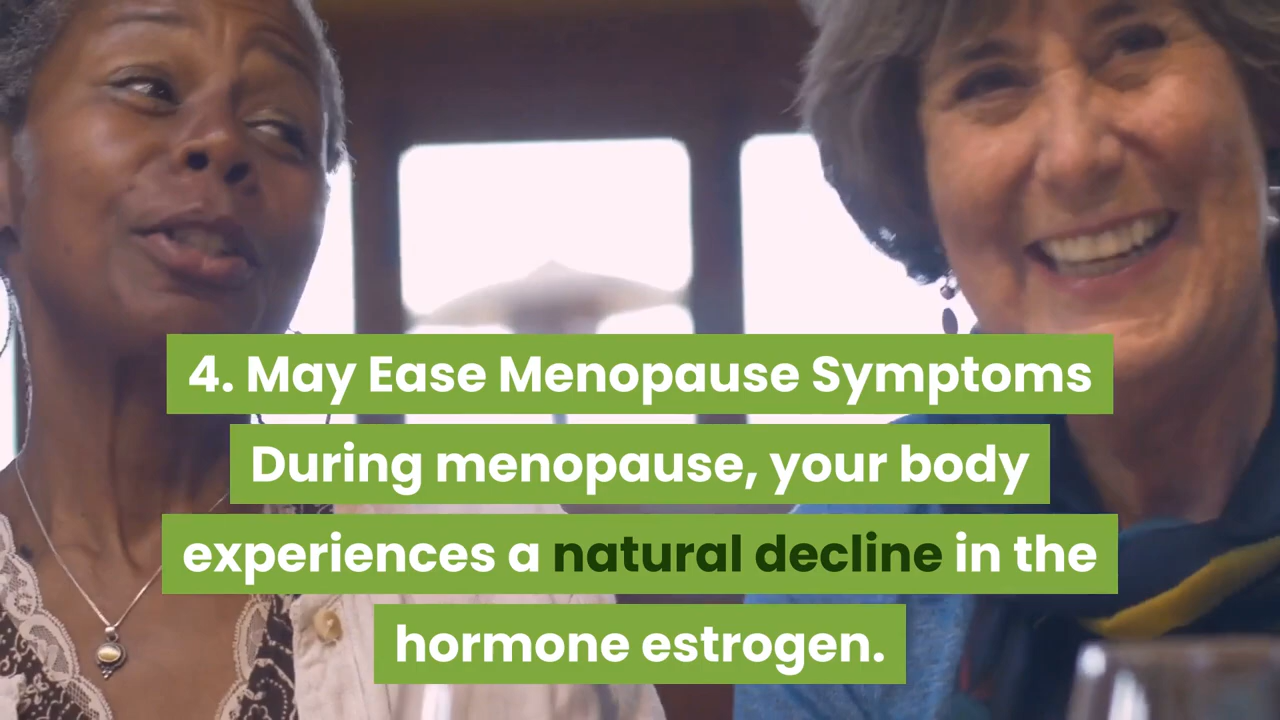 4. May Ease Menopause Symptoms
During menopause, your body
experiences a natural decline in the
hormone estrogen.